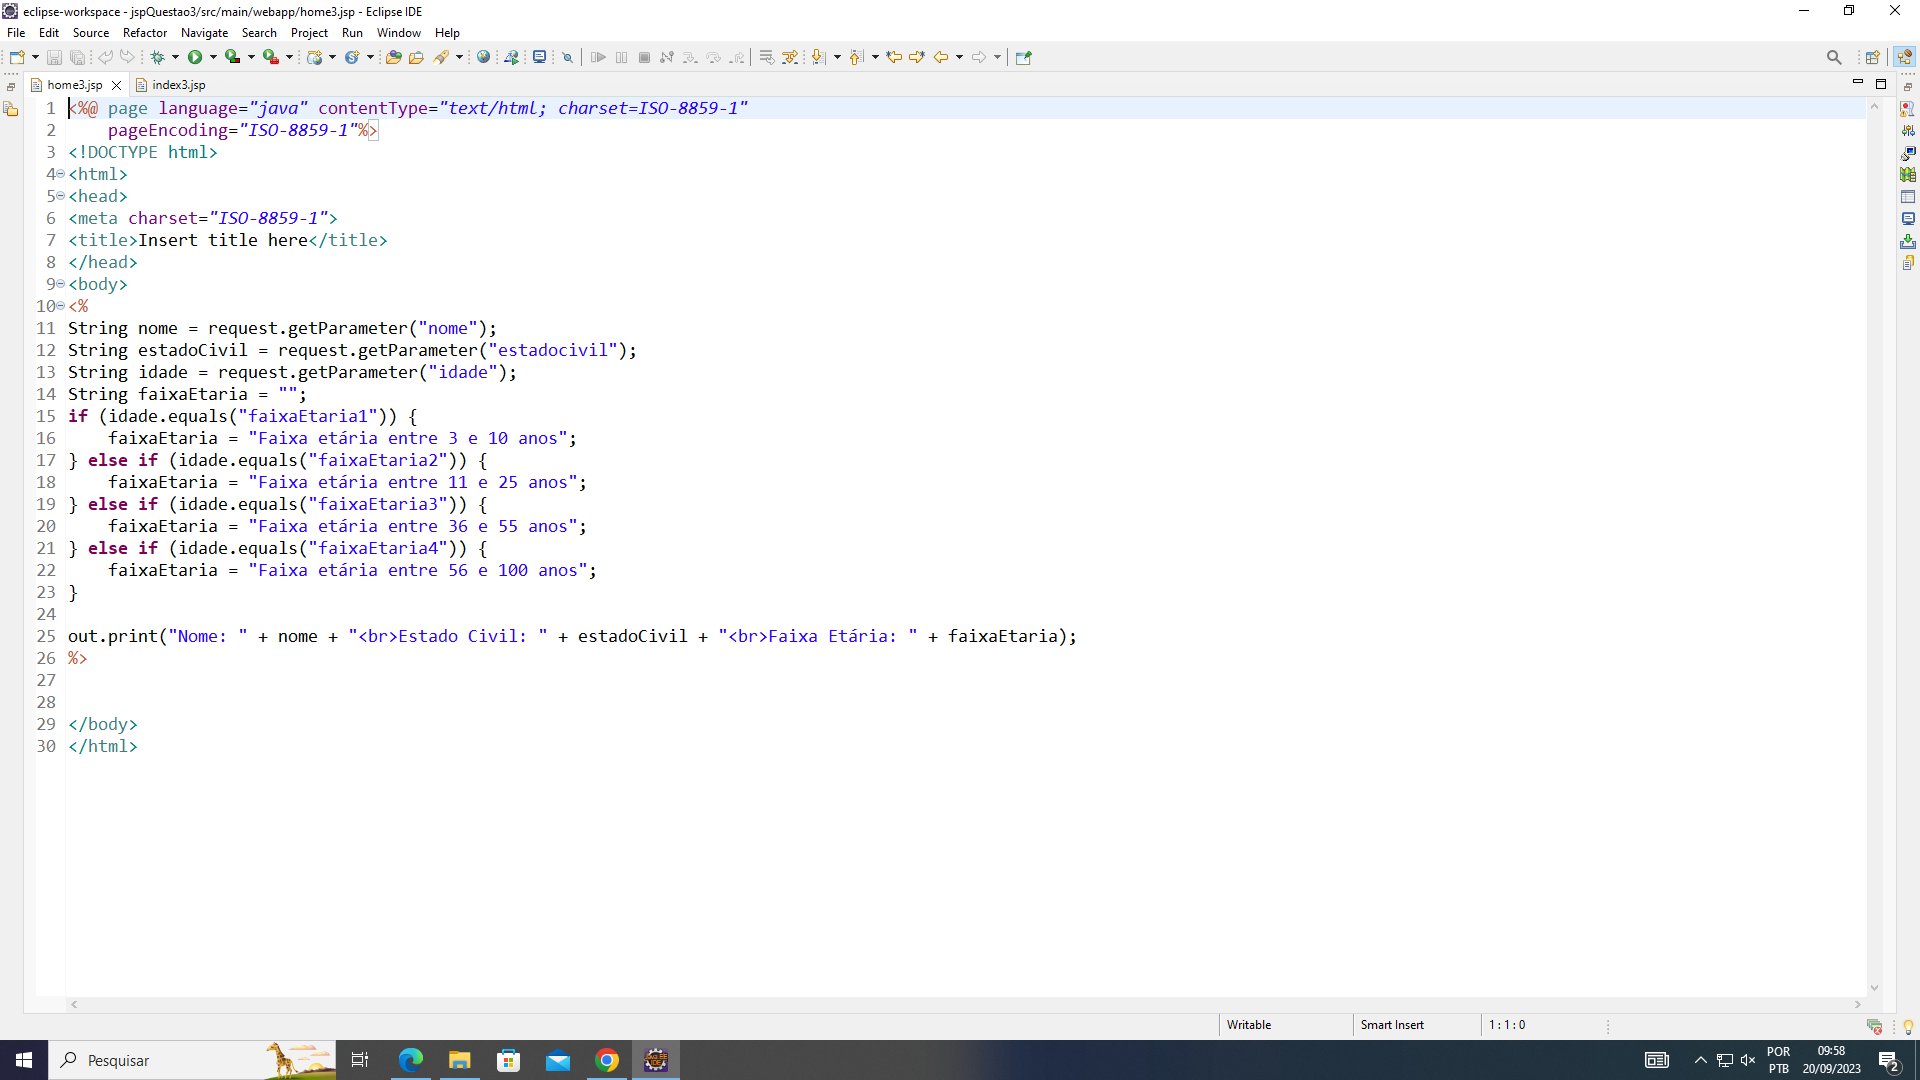 eclipse-workspace - jspQuestao3/src/main/webapp/home3.jsp - Eclipse IDE
File Edit Source Refactor Navigate Search Project Run Window Help
home3.jsp index3.jsp
1 <%@ page language="java" contentType="text/html; charset=ISO-8859-1"
2     pageEncoding="ISO-8859-1"%>
3 <!DOCTYPE html>
4 <html>
5 <head>
6 <meta charset="ISO-8859-1">
7 <title>Insert title here</title>
8 </head>
9 <body>
10 <%
11 String nome = request.getParameter("nome");
12 String estadoCivil = request.getParameter("estadocivil");
13 String idade = request.getParameter("idade");
14 String faixaEtaria = "";
15 if (idade.equals("faixaEtaria1")) {
16     faixaEtaria = "Faixa etária entre 3 e 10 anos";
17 } else if (idade.equals("faixaEtaria2")) {
18     faixaEtaria = "Faixa etária entre 11 e 25 anos";
19 } else if (idade.equals("faixaEtaria3")) {
20     faixaEtaria = "Faixa etária entre 36 e 55 anos";
21 } else if (idade.equals("faixaEtaria4")) {
22     faixaEtaria = "Faixa etária entre 56 e 100 anos";
23 }
24
25 out.print("Nome: " + nome + "<br>Estado Civil: " + estadoCivil + "<br>Faixa Etária: " + faixaEtaria);
26 %>
27
28
29 </body>
30 </html>
Writable Smart Insert 1 : 1 : 0
Pesquisar
POR
PTB
09:58
20/09/2023
2